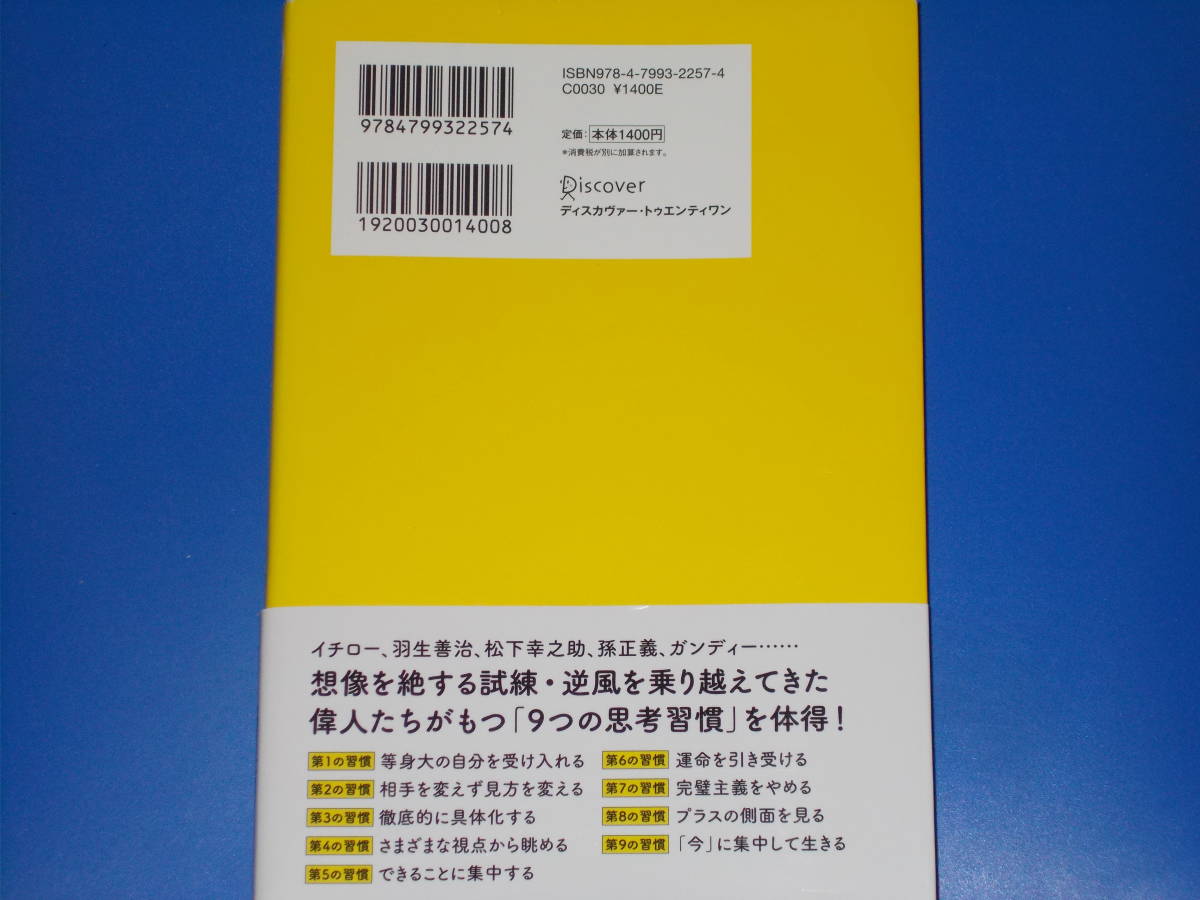 9784799322574
1920030014008
ISBN978-4-7993-2257-4
C0030 ¥1400E
定価：本体1400円
＊消費税が別に加算されます。
Discover
ディスカヴァー・トゥエンティワン
イチロー、羽生善治、松下幸之助、孫正義、ガンディー……
想像を絶する試練・逆風を乗り越えてきた
偉人たちがもつ「9つの思考習慣」を体得！
第1の習慣 等身大の自分を受け入れる
第2の習慣 相手を変えず見方を変える
第3の習慣 徹底的に具体化する
第4の習慣 さまざまな視点から眺める
第5の習慣 できることに集中する
第6の習慣 運命を引き受ける
第7の習慣 完璧主義をやめる
第8の習慣 プラスの側面を見る
第9の習慣 「今」に集中して生きる